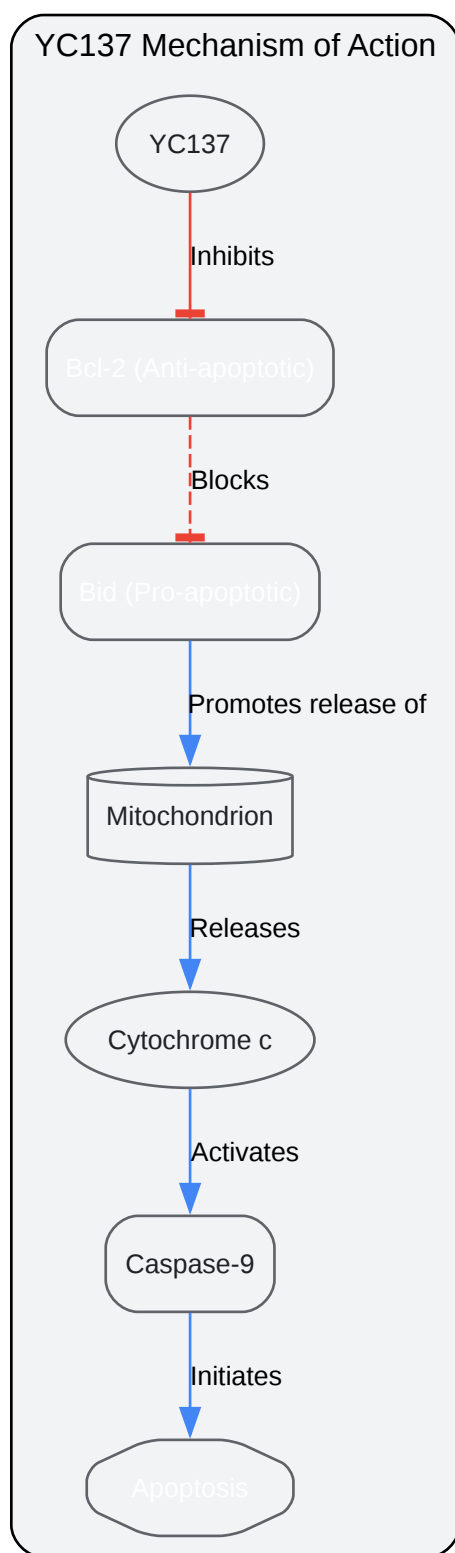 YC137 Mechanism of Action
YC137
Inhibits
Bcl-2 (Anti-apoptotic)
Blocks
Bid (Pro-apoptotic)
Promotes release of
Mitochondrion
Releases
Cytochrome c
Activates
Caspase-9
Initiates
Apoptosis